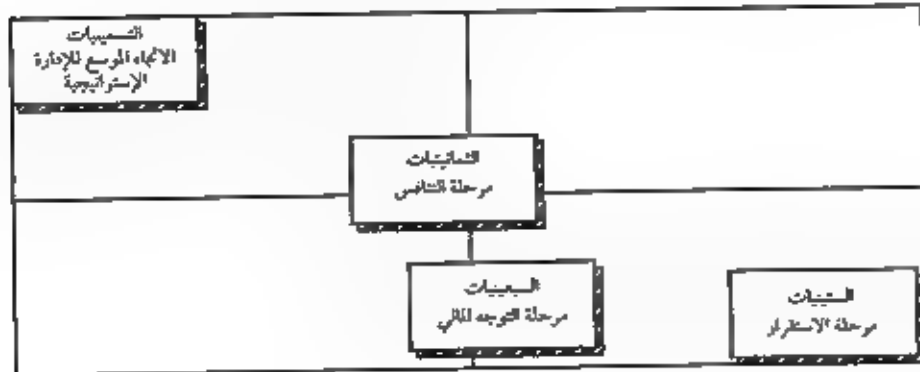 التسعينيات
الاتجاه الموسع للإدارة
الإستراتيجية
الثمانينيات
مرحلة التنافس
السبعينيات
مرحلة التوجه المالي
الستينيات
مرحلة الاستقرار